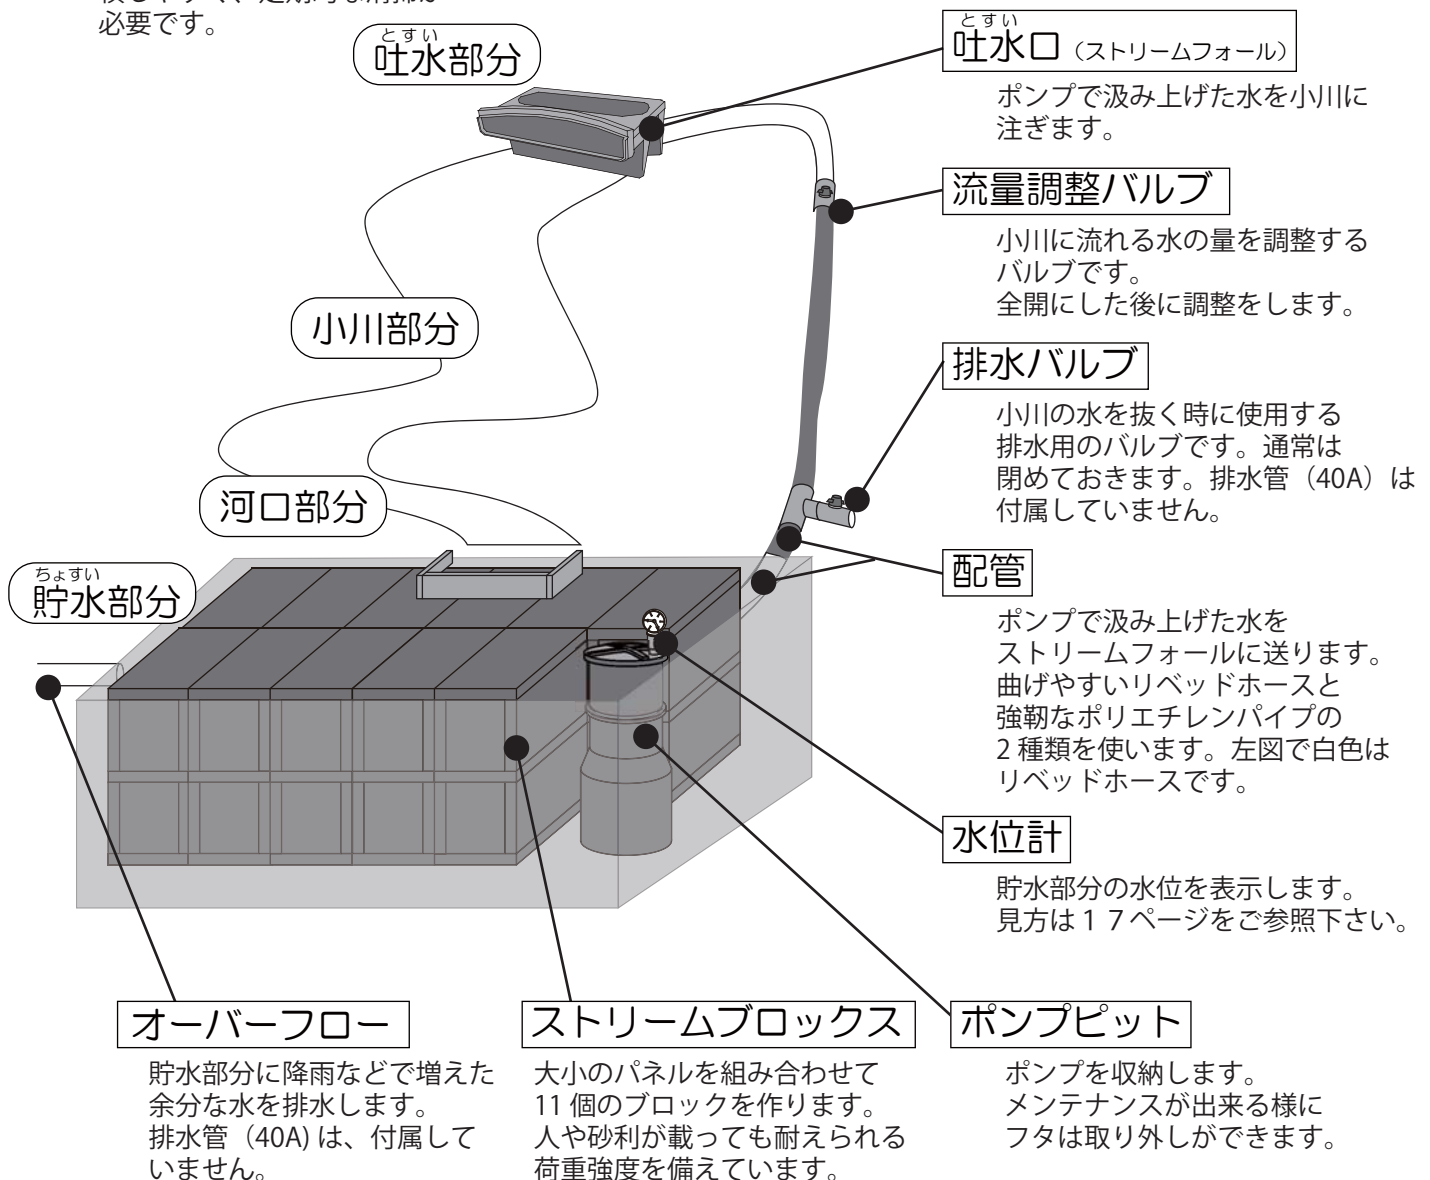 必要です。
とすい
吐水部分
とすい
吐水口（ストリームフォール）
ポンプで汲み上げた水を小川に
注ぎます。
流量調整バルブ
小川に流れる水の量を調整する
バルブです。
全開にした後に調整をします。
小川部分
排水バルブ
小川の水を抜く時に使用する
排水用のバルブです。通常は
閉めておきます。排水管（40A）は
付属していません。
河口部分
配管
ポンプで汲み上げた水を
ストリームフォールに送ります。
曲げやすいリベッドホースと
強靭なポリエチレンパイプの
2 種類を使います。左図で白色は
リベッドホースです。
ちょすい
貯水部分
水位計
貯水部分の水位を表示します。
見方は１７ページをご参照下さい。
オーバーフロー
貯水部分に降雨などで増えた
余分な水を排水します。
排水管（40A) は、付属して
いません。
ストリームブロックス
大小のパネルを組み合わせて
11 個のブロックを作ります。
人や砂利が載っても耐えられる
荷重強度を備えています。
ポンプピット
ポンプを収納します。
メンテナンスが出来る様に
フタは取り外しができます。